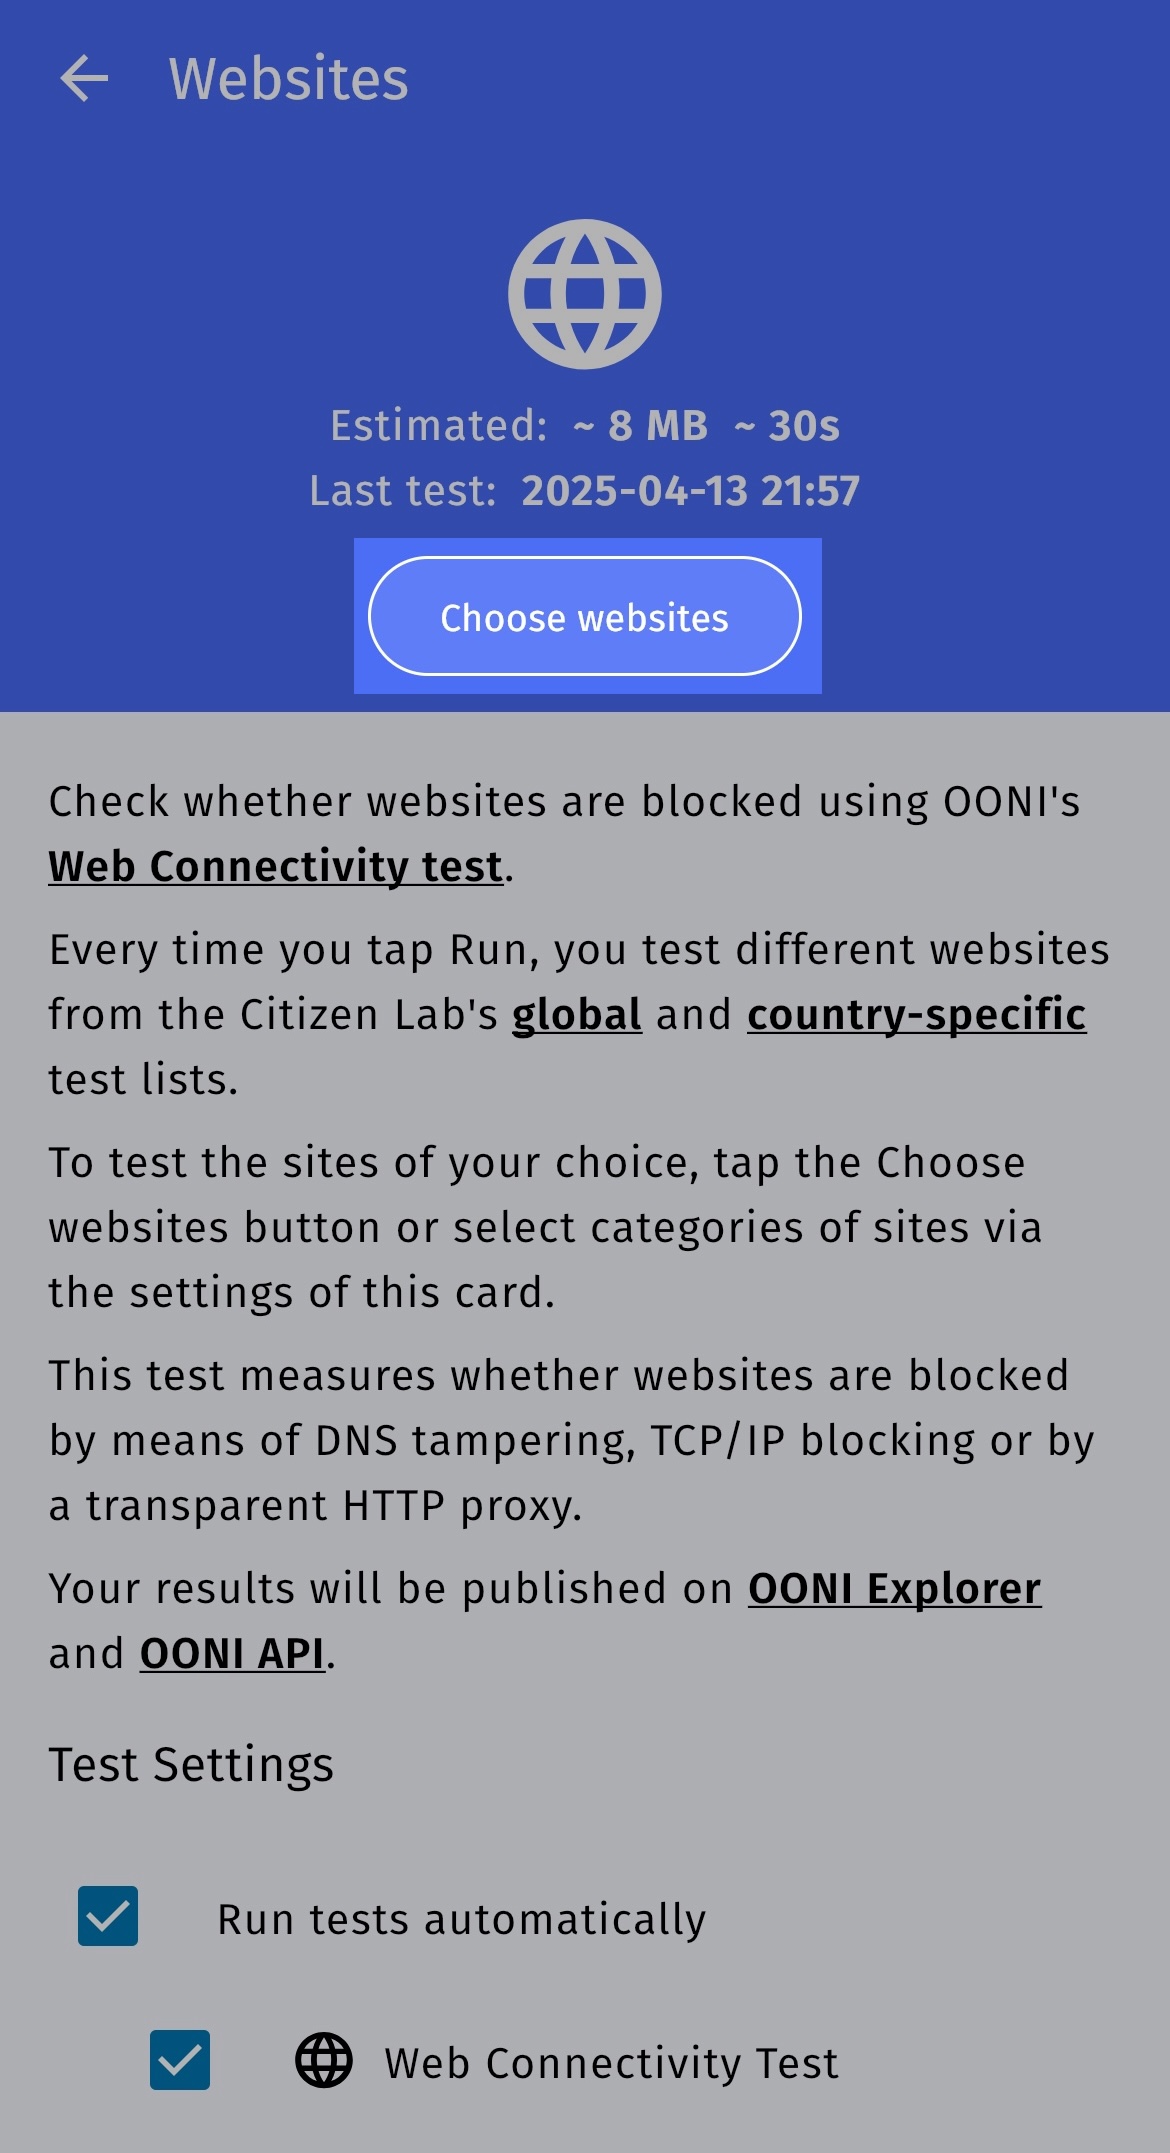 Websites
Estimated: ~ 8 MB ~ 30s
Last test: 2025-04-13 21:57
Choose websites
Check whether websites are blocked using OONI's
Web Connectivity test.
Every time you tap Run, you test different websites
from the Citizen Lab's global and country-specific
test lists.
To test the sites of your choice, tap the Choose
websites button or select categories of sites via
the settings of this card.
This test measures whether websites are blocked
by means of DNS tampering, TCP/IP blocking or by
a transparent HTTP proxy.
Your results will be published on OONI Explorer
and OONI API.
Test Settings
Run tests automatically
Web Connectivity Test